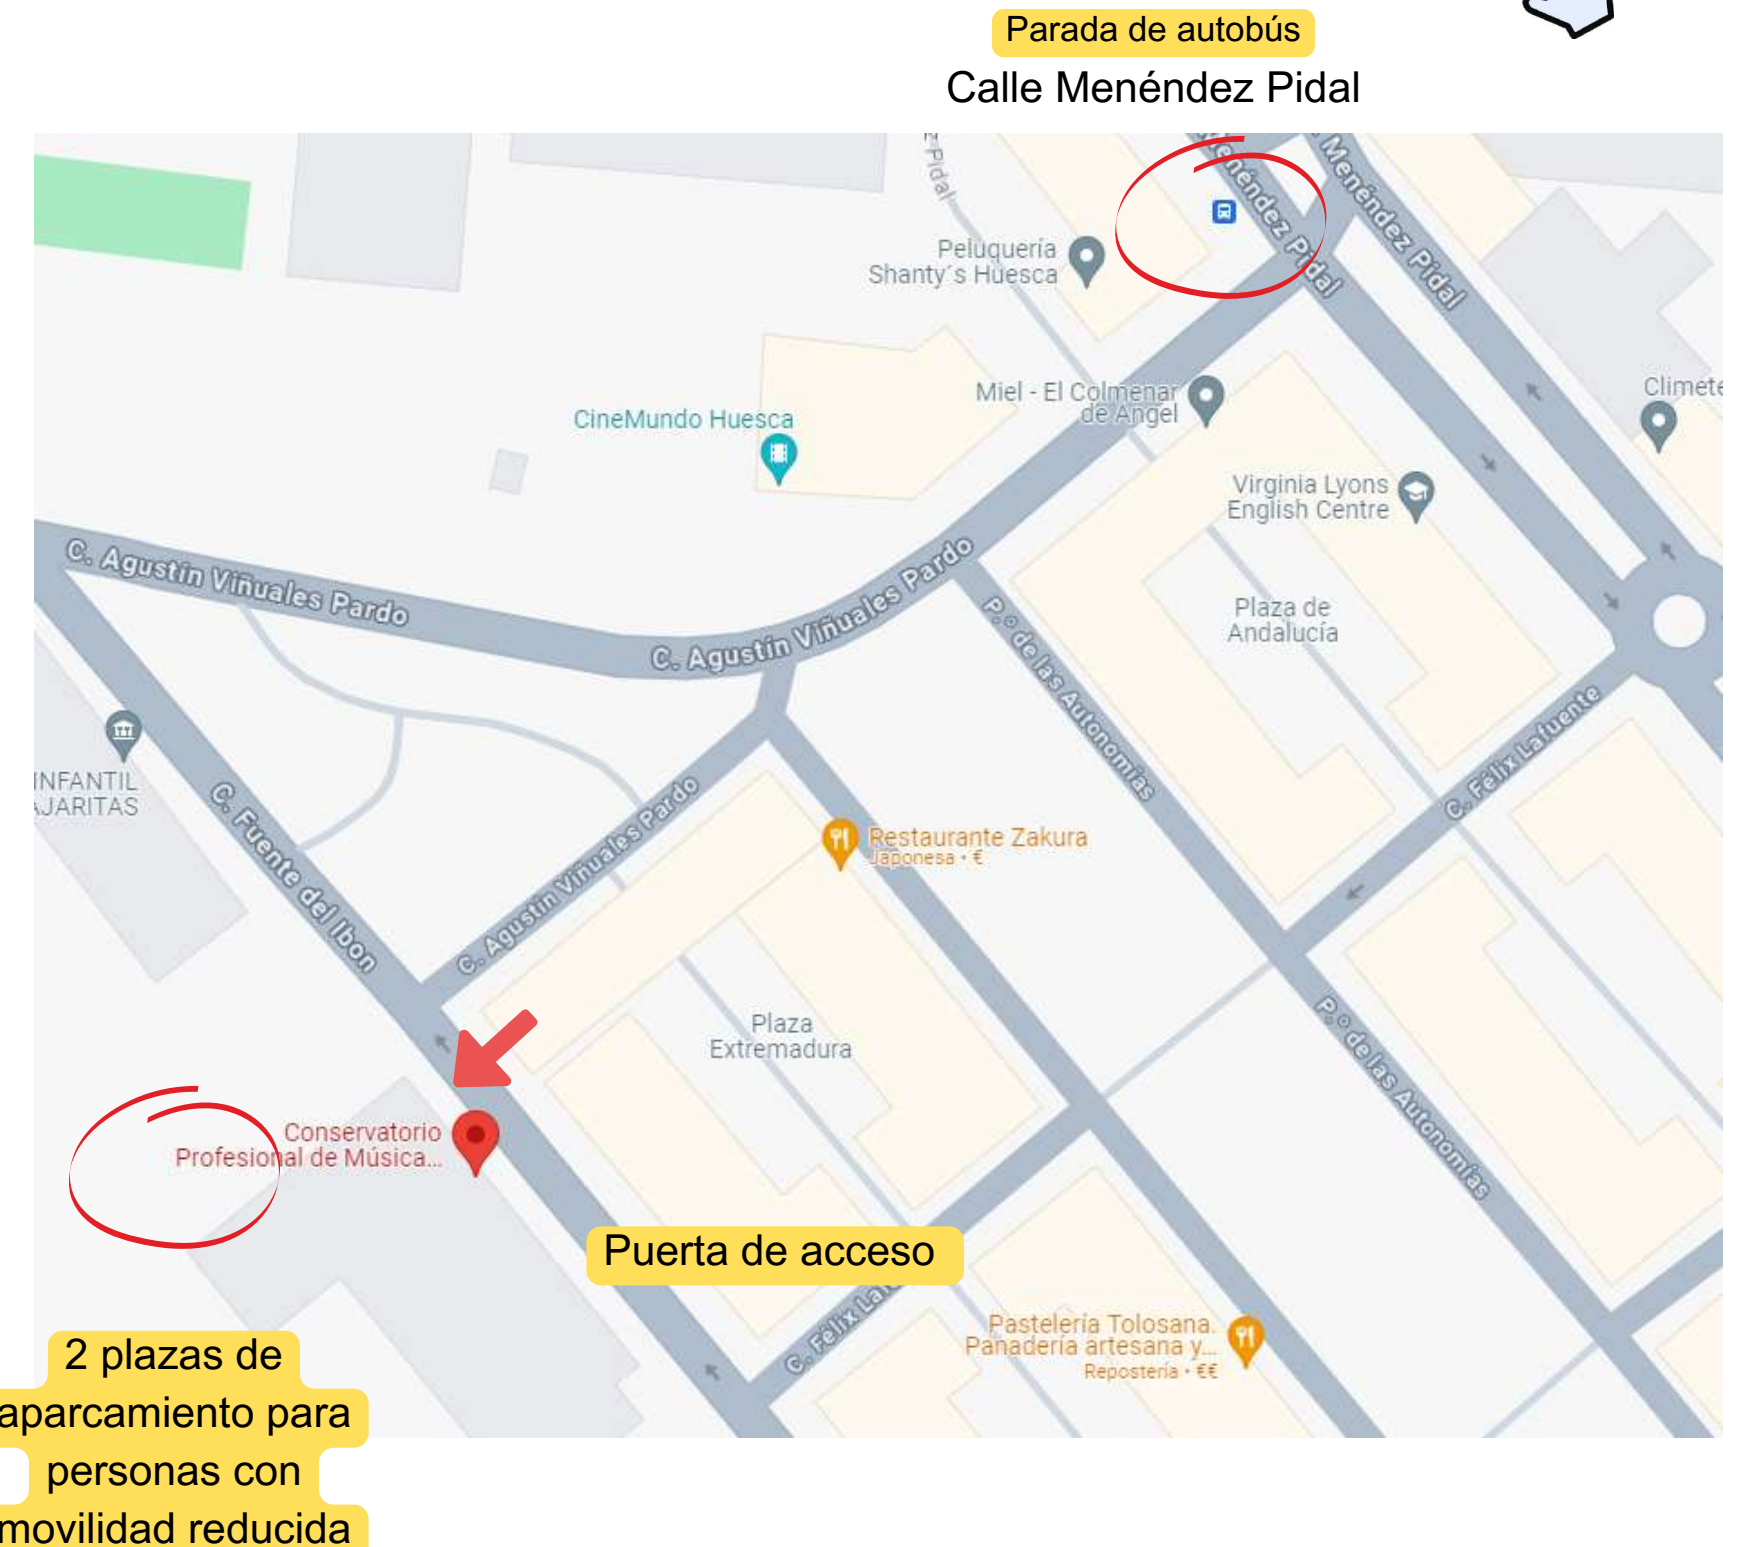 Parada de autobús
Calle Menéndez Pidal
z Pidal
Menéndez Pidal
Menéndez Pidal
Peluquería
Shanty´s Huesca
Miel - El Colmenar
de Angel
Climete
CineMundo Huesca
Virginia Lyons
English Centre
C. Agustín Viñuales Pardo
C. Agustín Viñuales Pardo
P.º de las Autonomías
Plaza de
Andalucía
C. Félix Lafuente
INFANTIL
AJARITAS
C. Fuente del Ibon
C. Agustín Viñuales Pardo
Restaurante Zakura
Japonesa · €
Plaza
Extremadura
P.º de las Autonomías
Conservatorio
Profesional de Música...
Puerta de acceso
C. Félix La
Pastelería Tolosana.
Panadería artesana y...
Repostería · €€
2 plazas de
aparcamiento para
personas con
movilidad reducida